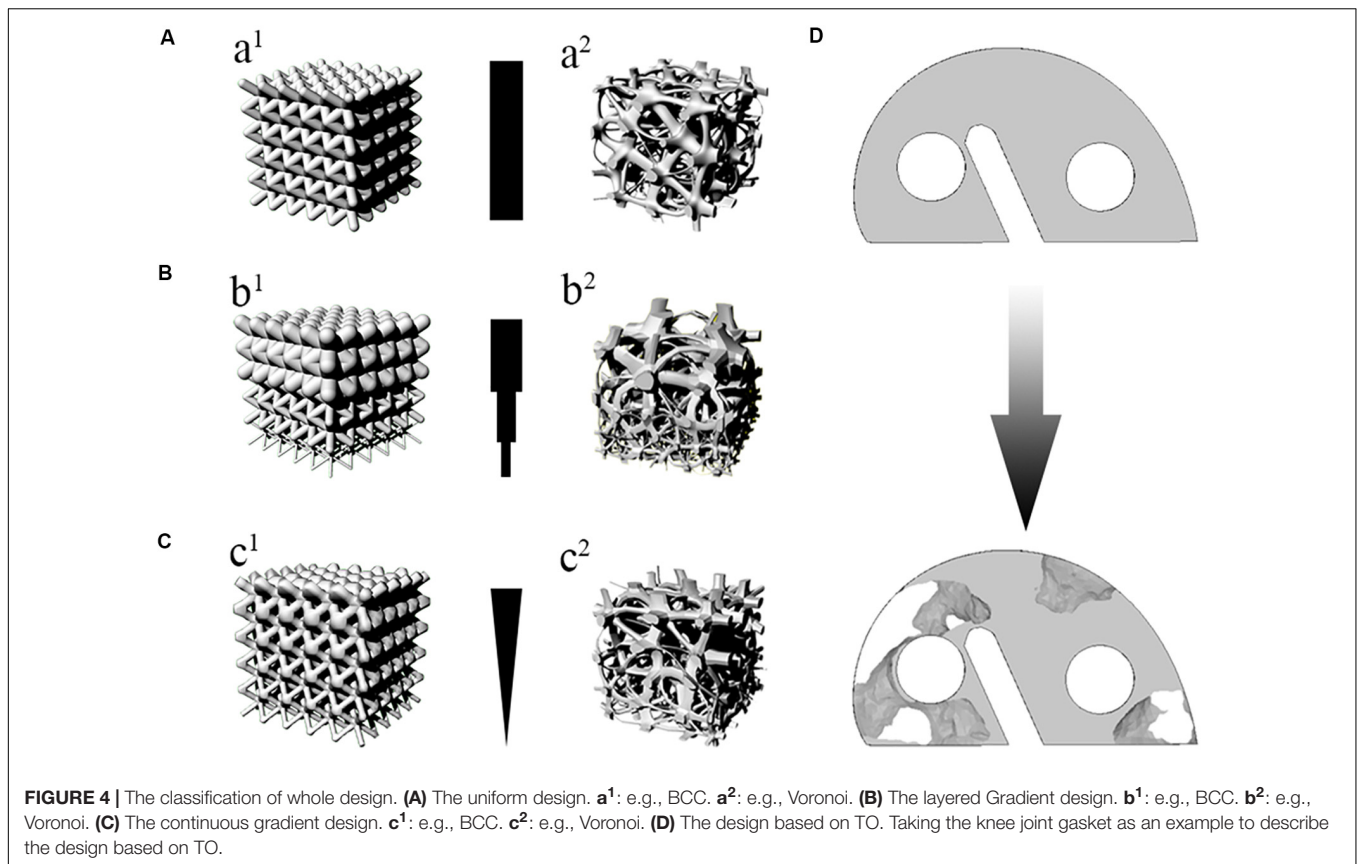 A
a¹
a²
D
B
b¹
b²
C
c¹
c²
FIGURE 4 | The classification of whole design. (A) The uniform design. a¹: e.g., BCC. a²: e.g., Voronoi. (B) The layered Gradient design. b¹: e.g., BCC. b²: e.g.,
Voronoi. (C) The continuous gradient design. c¹: e.g., BCC. c²: e.g., Voronoi. (D) The design based on TO. Taking the knee joint gasket as an example to describe
the design based on TO.